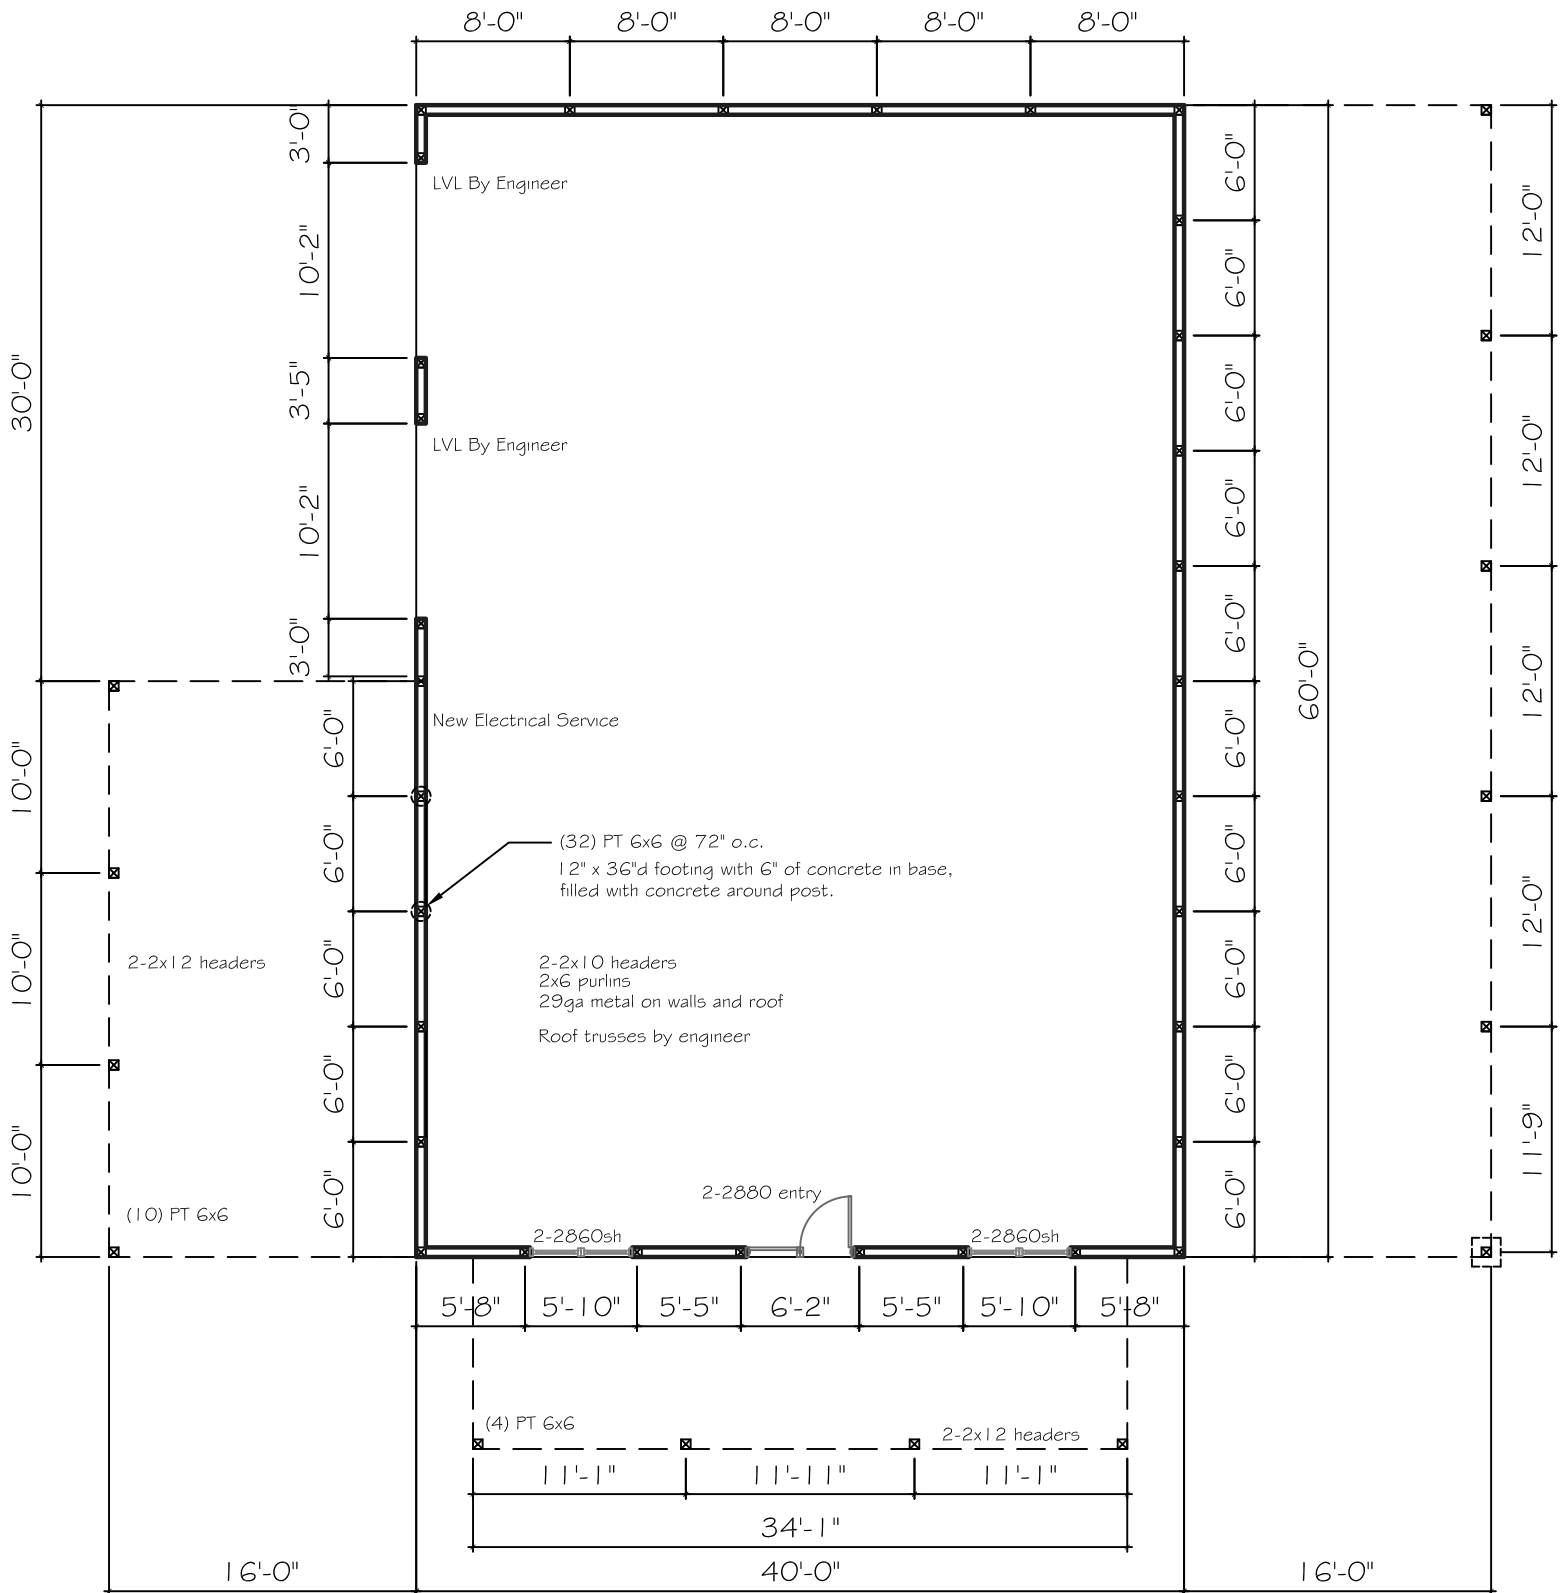 8'-0" 8'-0" 8'-0" 8'-0" 8'-0"
3'-0"
10'-2"
3'-5"
10'-2"
3'-0"
30'-0"
10'-0"
10'-0"
10'-0"
6'-0"
6'-0"
6'-0"
6'-0"
6'-0"
LVL By Engineer
LVL By Engineer
New Electrical Service
(32) PT 6x6 @ 72" o.c.
12" x 36"d footing with 6" of concrete in base,
filled with concrete around post.
2-2x12 headers
2-2x10 headers
2x6 purlins
29ga metal on walls and roof
Roof trusses by engineer
(10) PT 6x6
2-2880 entry
2-2860sh
2-2860sh
6'-0"
6'-0"
6'-0"
6'-0"
6'-0"
6'-0"
6'-0"
6'-0"
6'-0"
6'-0"
60'-0"
12'-0"
12'-0"
12'-0"
12'-0"
11'-9"
5'-8" 5'-10" 5'-5" 6'-2" 5'-5" 5'-10" 5'-8"
(4) PT 6x6
2-2x12 headers
11'-1" 11'-11" 11'-1"
34'-1"
16'-0" 40'-0" 16'-0"